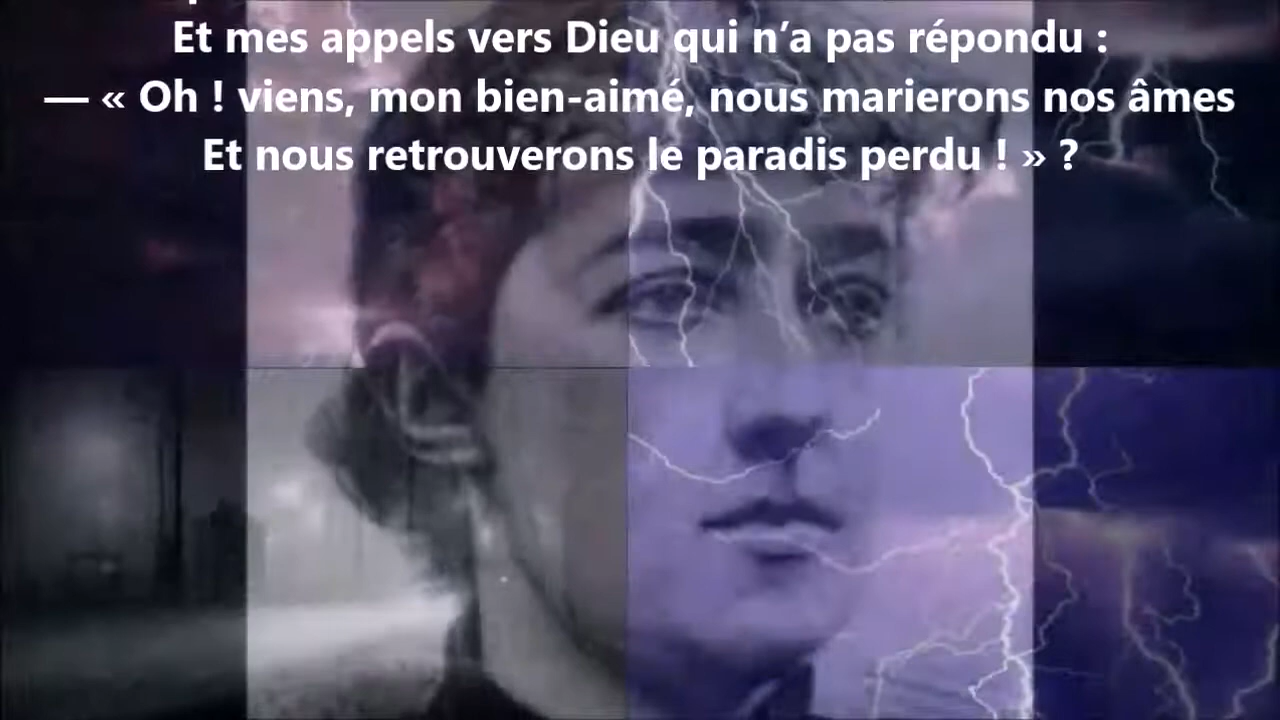 Et mes appels vers Dieu qui n’a pas répondu :
— « Oh ! viens, mon bien-aimé, nous marierons nos âmes
Et nous retrouverons le paradis perdu ! » ?